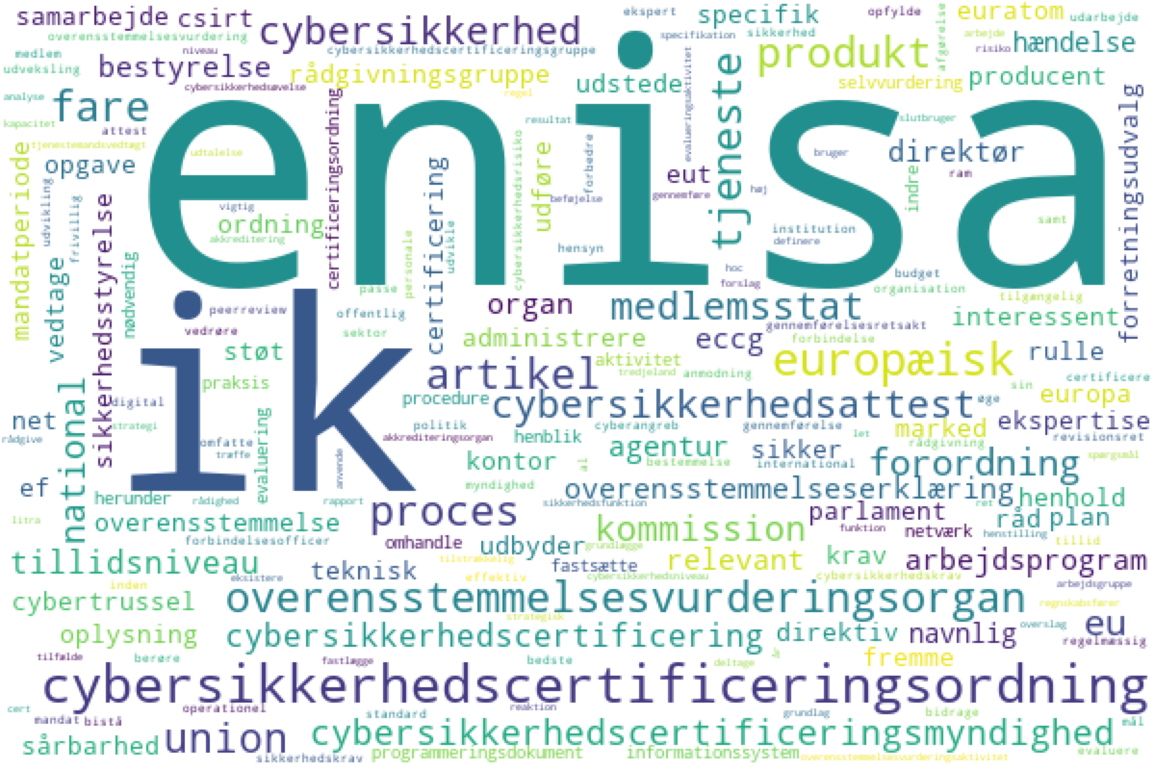 samarbejde
csirt
cybersikkerhed
ekspert
specifik
opfylde
euratom
udarbejde
overensstemmelsesvurdering
specifikation
sikkerhed
arbejde
afgørelse
medlem
niveau
cybersikkerhedscertificeringsgruppe
produkt
risiko
hændelse
udveksling
bestyrelse
rådgivningsgruppe
udstede
selvvurdering
producent
cybersikkerhedsøvelse
regel
analyse
fare
enisa
tjeneste
evalueringsaktivitet
kapacitet
attest
certificeringsordning
resultat
slutbruger
forretningsudvalg
mandatperiode
tjenestemandsvedtægt
udtalelse
cybersikkerhedsrisiko
forbedre
bruger
direktør
opgave
certificering
udføre
eut
ram
indre
udvikling
frivillig
sikkerhedsstyrelse
vigtig
beføjelse
gennemføre
høj
samt
ordning
akkreditering
personale
udvikle
hensyn
institution
definere
vedtage
nødvendig
passe
hoc
forslag
budget
organisation
tilgængelig
ik
peerreview
offentlig
organ
medlemsstat
interessent
vedrøre
sektor
administrere
eccg
gennemførelsesretsakt
forbindelse
støt
aktivitet
europæisk
rulle
praksis
artikel
tredjeland
anmodning
sin
certificere
national
digital
procedure
cybersikkerhedsattest
øge
europa
net
strategi
politik
cyberangreb
gennemførelse
marked
ekspertise
rådgive
omfatte
akkrediteringsorgan
henblik
agentur
let
rådgivning
revisionsret
træffe
evaluering
anvende
kontor
al
bestemmelse
sikker
international
forordning
spørgsmål
ef
myndighed
herunder
rådighed
rapport
sikkerhedsfunktion
overensstemmelseserklæring
ret
henhold
litra
overensstemmelse
proces
kommission
parlament
råd
plan
funktion
netværk
henstilling
forbindelsesofficer
omhandle
udbyder
grundlægge
tillid
tillidsniveau
tilstrækkelig
fastsætte
relevant
krav
arbejdsprogram
inden
eksistere
teknisk
effektiv
cybersikkerhedsniveau
cybersikkerhedskrav
arbejdsgruppe
cybertrussel
overensstemmelsesvurderingsorgan
regnskabsfører
strategisk
overslag
eu
oplysning
cybersikkerhedscertificering
direktiv
navnlig
regelmæssig
tilfælde
berøre
fastlægge
bedste
deltage
fremme
cybersikkerhedscertificeringsordning
cert
operationel
reaktion
mandat
bistå
standard
grundlag
bidrage
mål
sårbarhed
union
cybersikkerhedscertificeringsmyndighed
sikkerhedskrav
programmeringsdokument
informationssystem
overensstemmelsesvurderingsaktivitet
evaluere